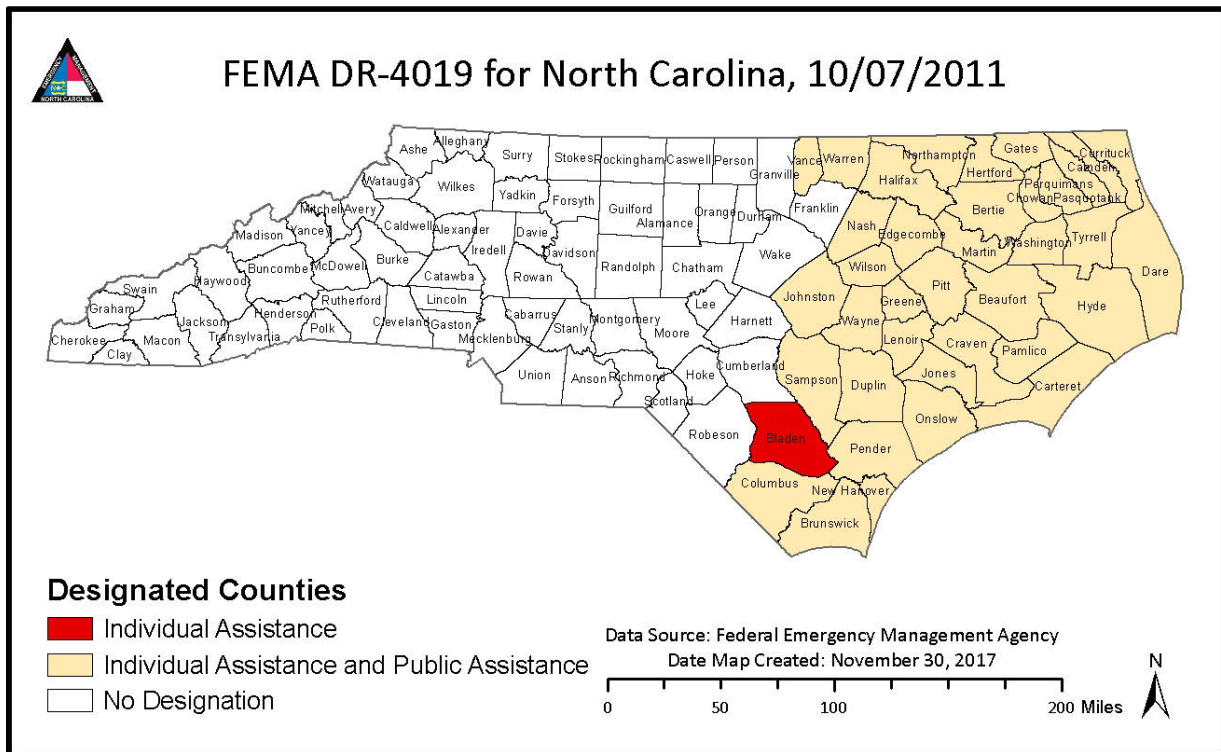 EMERGENCY
MANAGEMENT
NORTH CAROLINA
FEMA DR-4019 for North Carolina, 10/07/2011
Alleghany
Ashe
Surry
Stokes
Rockingham
Caswell
Person
Granville
Vance
Warren
Northampton
Gates
Currituck
Camden
Hertford
Halifax
Watauga
Wilkes
Yadkin
Forsyth
Guilford
Alamance
Orange
Durham
Franklin
Perquimans
Chowan
Pasquotank
Bertie
Mitchell
Avery
Yancey
Caldwell
Alexander
Iredell
Davie
Davidson
Nash
Edgecombe
Martin
Washington
Tyrrell
Dare
Madison
Buncombe
McDowell
Burke
Catawba
Rowan
Randolph
Chatham
Wake
Wilson
Haywood
Swain
Graham
Rutherford
Lincoln
Cabarrus
Stanly
Montgomery
Moore
Lee
Harnett
Johnston
Greene
Pitt
Beaufort
Hyde
Cherokee
Clay
Macon
Jackson
Transylvania
Henderson
Polk
Cleveland
Gaston
Mecklenburg
Wayne
Lenoir
Craven
Pamlico
Union
Anson
Richmond
Scotland
Hoke
Cumberland
Sampson
Duplin
Jones
Carteret
Onslow
Robeson
Bladen
Pender
Columbus
New Hanover
Brunswick
Designated Counties
Individual Assistance
Individual Assistance and Public Assistance
No Designation
Data Source: Federal Emergency Management Agency
Date Map Created: November 30, 2017
N
0 50 100 200 Miles